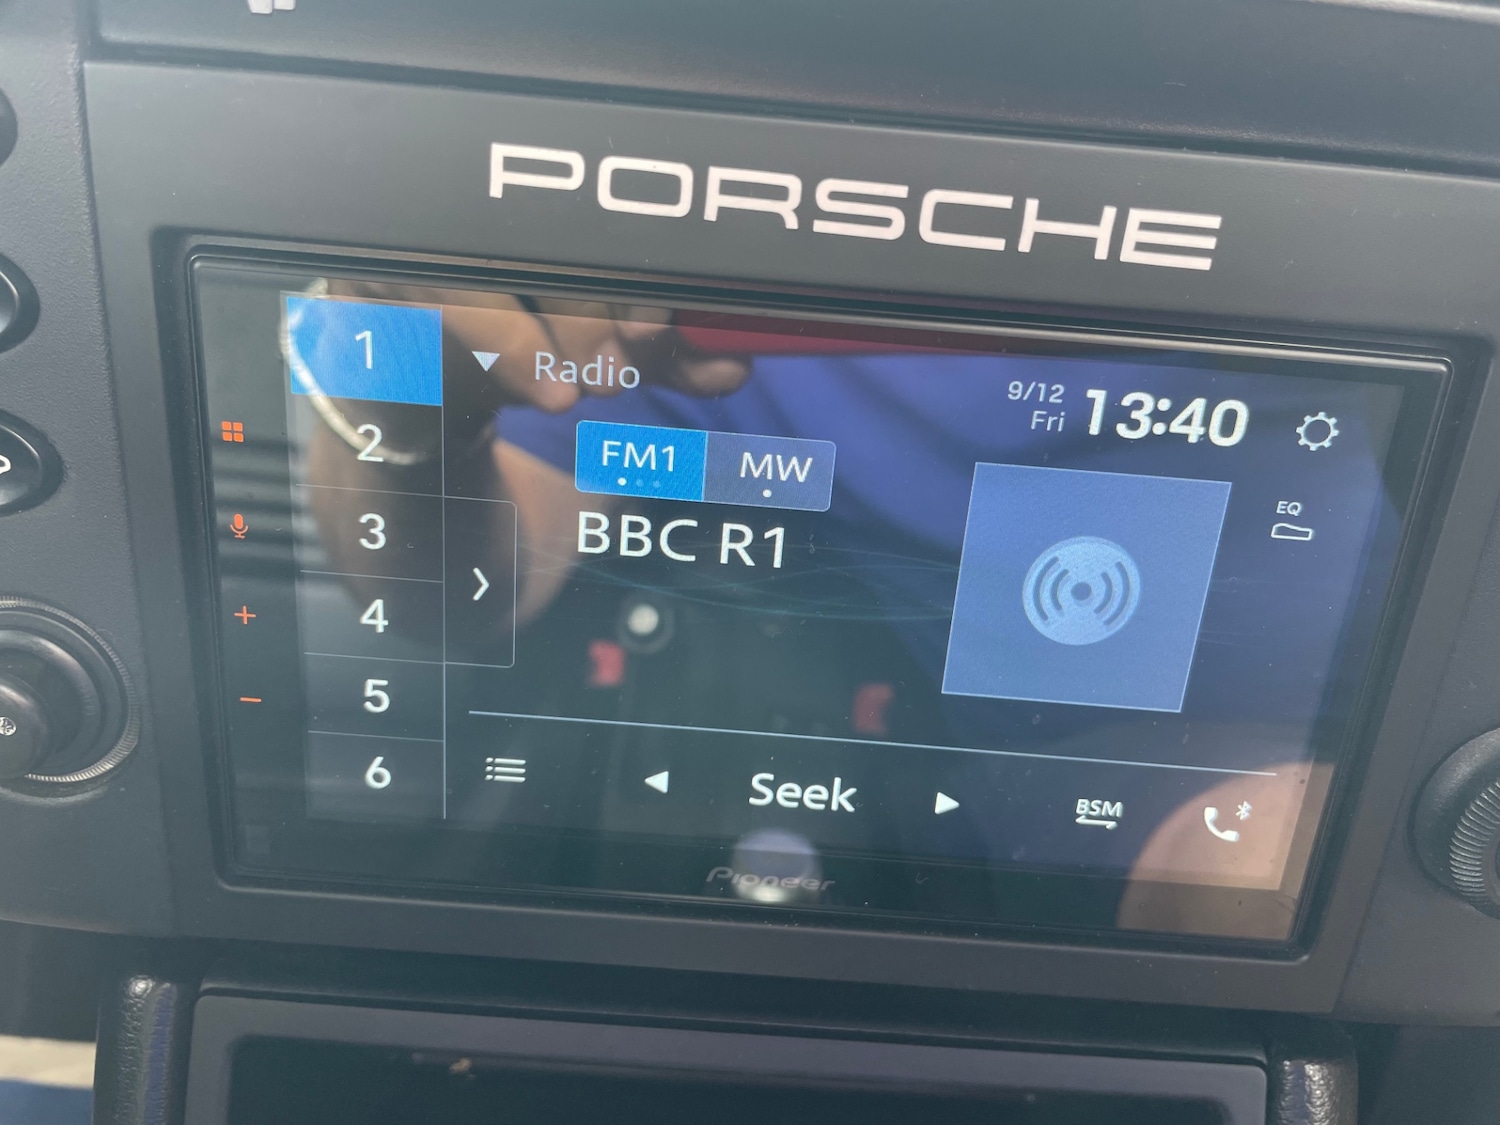 PORSCHE
1
2
3
4
5
6
Radio
9/12
Fri
13:40
FM1
MW
BBC R1
EQ
Seek
BSM
Pioneer